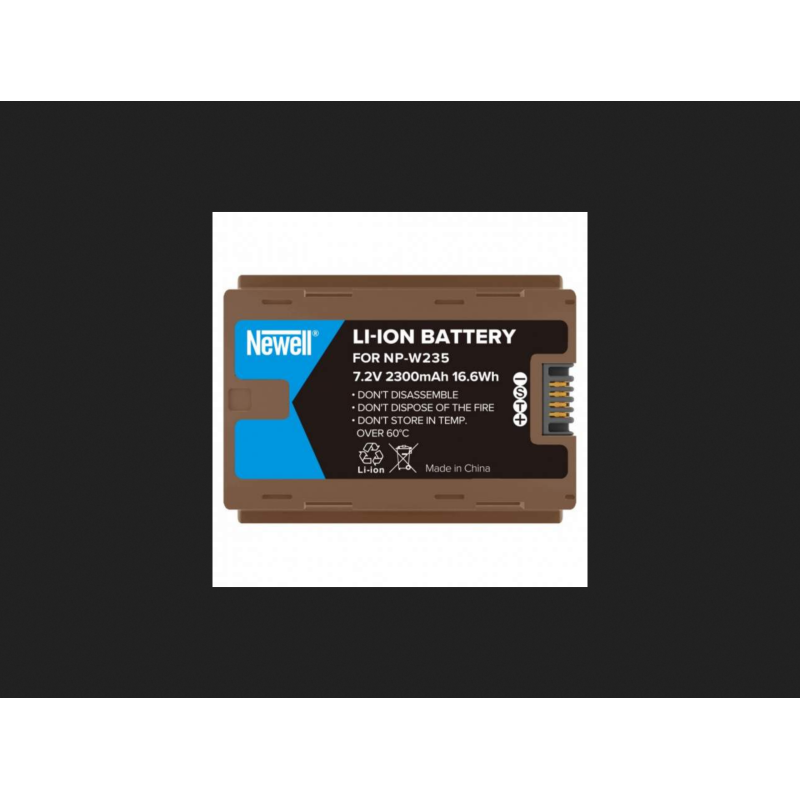 Newell®
LI-ION BATTERY
FOR NP-W235
7.2V 2300mAh 16.6Wh
• DON'T DISASSEMBLE
• DON'T DISPOSE OF THE FIRE
• DON'T STORE IN TEMP.
OVER 60°C
Li-ion
Made in China
−
S
T
+